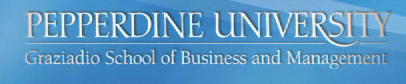 PEPPERDINE UNIVERSITY
Graziadio School of Business and Management